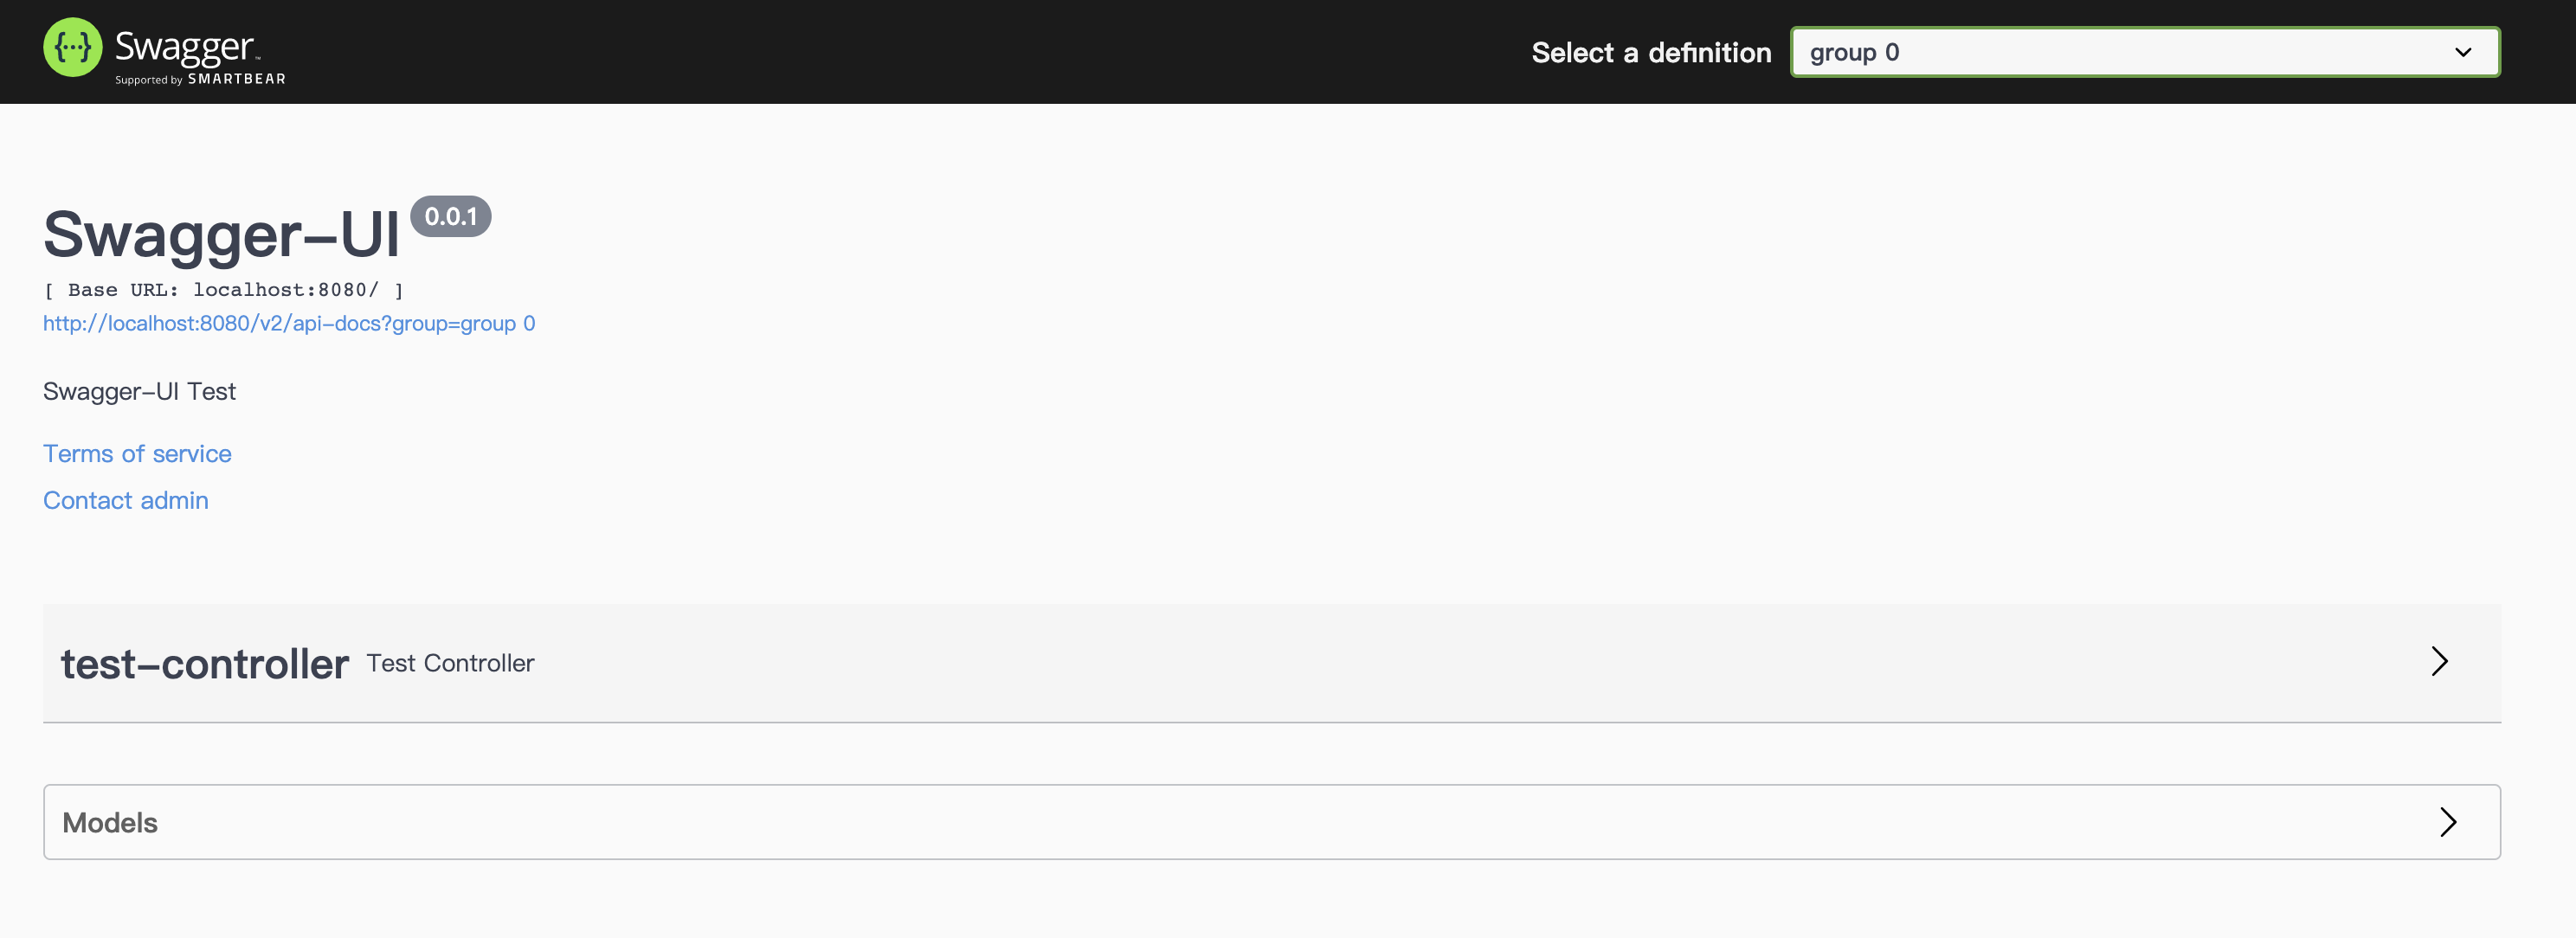 {···} Swagger™
Supported by SMARTBEAR
Select a definition
group 0
Swagger-UI 0.0.1
[ Base URL: localhost:8080/ ]
http://localhost:8080/v2/api-docs?group=group 0
Swagger-UI Test
Terms of service
Contact admin
test-controller Test Controller
Models